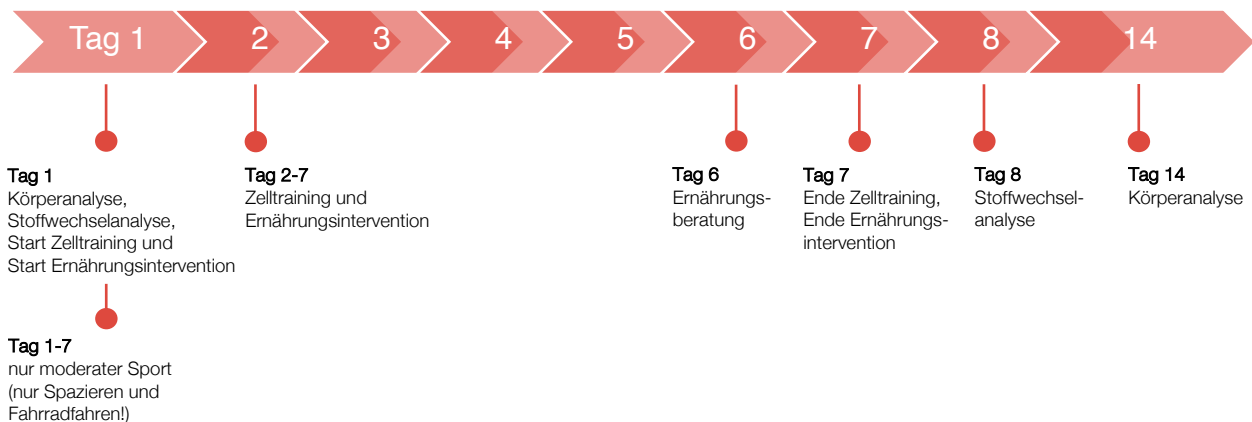 Tag 1 2 3 4 5 6 7 8 14
Tag 1
Körperanalyse,
Stoffwechselanalyse,
Start Zelltraining und
Start Ernährungsintervention
Tag 1-7
nur moderater Sport
(nur Spazieren und
Fahrradfahren!)
Tag 2-7
Zelltraining und
Ernährungsintervention
Tag 6
Ernährungs-
beratung
Tag 7
Ende Zelltraining,
Ende Ernährungs-
intervention
Tag 8
Stoffwechsel-
analyse
Tag 14
Körperanalyse